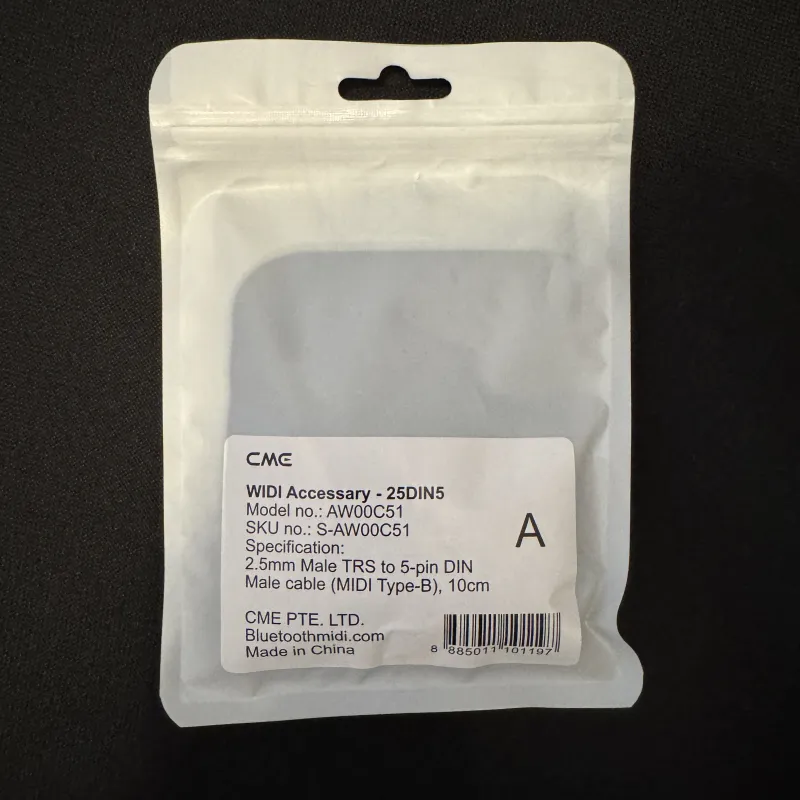 CME
WIDI Accessary - 25DIN5
Model no.: AW00C51
SKU no.: S-AW00C51
A
Specification:
2.5mm Male TRS to 5-pin DIN
Male cable (MIDI Type-B), 10cm
CME PTE. LTD.
Bluetoothmidi.com
Made in China
8 885011 101197